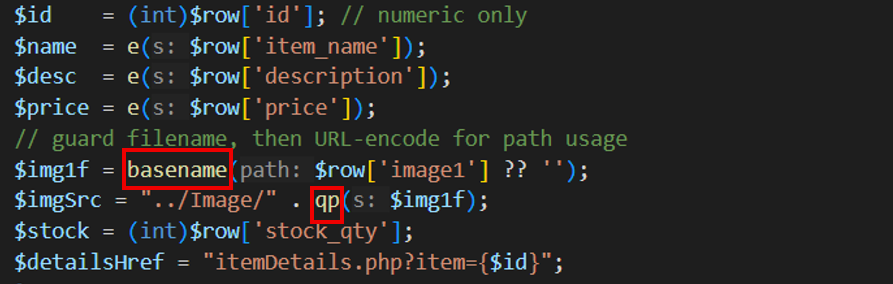 $id    = (int)$row['id']; // numeric only
$name  = e(s: $row['item_name']);
$desc  = e(s: $row['description']);
$price = e(s: $row['price']);
// guard filename, then URL-encode for path usage
$img1f = basename(path: $row['image1'] ?? '');
$imgSrc = "../Image/" . qp(s: $img1f);
$stock = (int)$row['stock_qty'];
$detailsHref = "itemDetails.php?item={$id}";